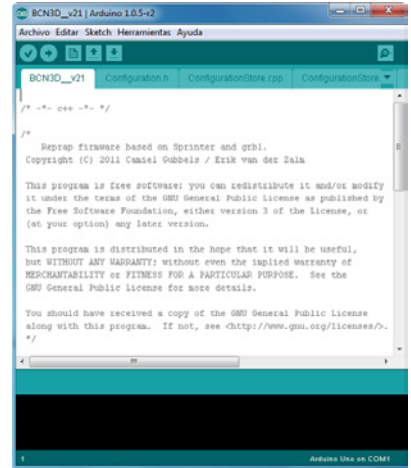 BCN3D__v21 | Arduino 1.0.5-r2
Archivo Editar Sketch Herramientas Ayuda
BCN3D__v21 Configuration.h ConfigurationStore.cpp ConfigurationStore.
/* -*- c++ -*- */
/*
Reprap firmware based on Sprinter and grbl.
Copyright (C) 2011 Camiel Gubbels / Erik van der Zalm
This program is free software: you can redistribute it and/or modify
it under the terms of the GNU General Public License as published by
the Free Software Foundation, either version 3 of the License, or
(at your option) any later version.
This program is distributed in the hope that it will be useful,
but WITHOUT ANY WARRANTY; without even the implied warranty of
MERCHANTABILITY or FITNESS FOR A PARTICULAR PURPOSE.  See the
GNU General Public License for more details.
You should have received a copy of the GNU General Public License
along with this program.  If not, see <http://www.gnu.org/licenses/>.
*/
1 Arduino Uno on COM1